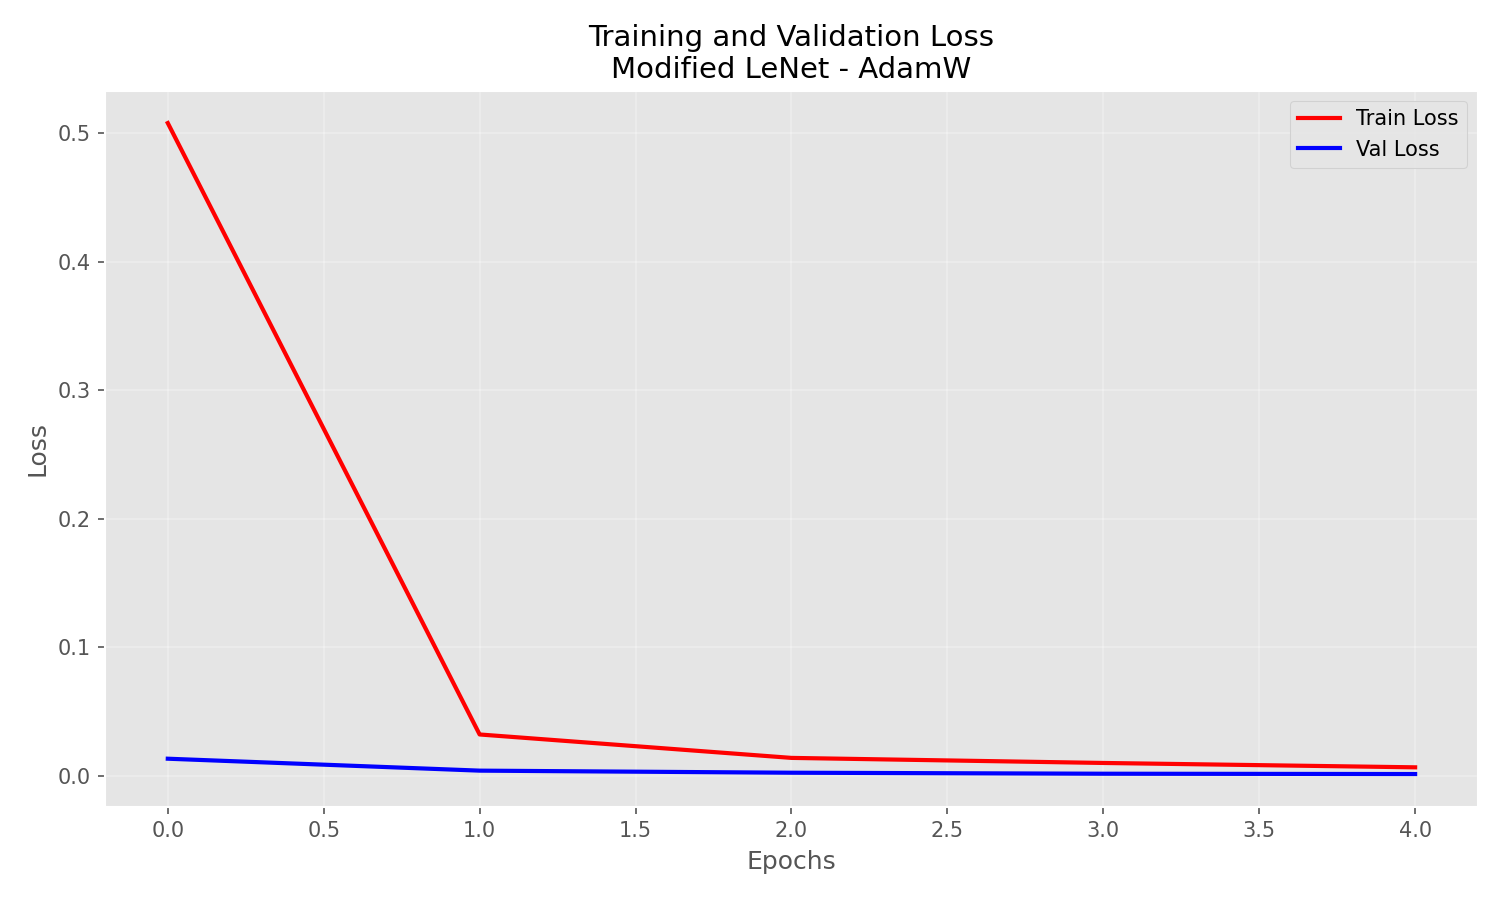 Training and Validation Loss
Modified LeNet - AdamW
Train Loss
Val Loss
0.5
0.4
0.3
0.2
0.1
0.0
Loss
0.0 0.5 1.0 1.5 2.0 2.5 3.0 3.5 4.0
Epochs